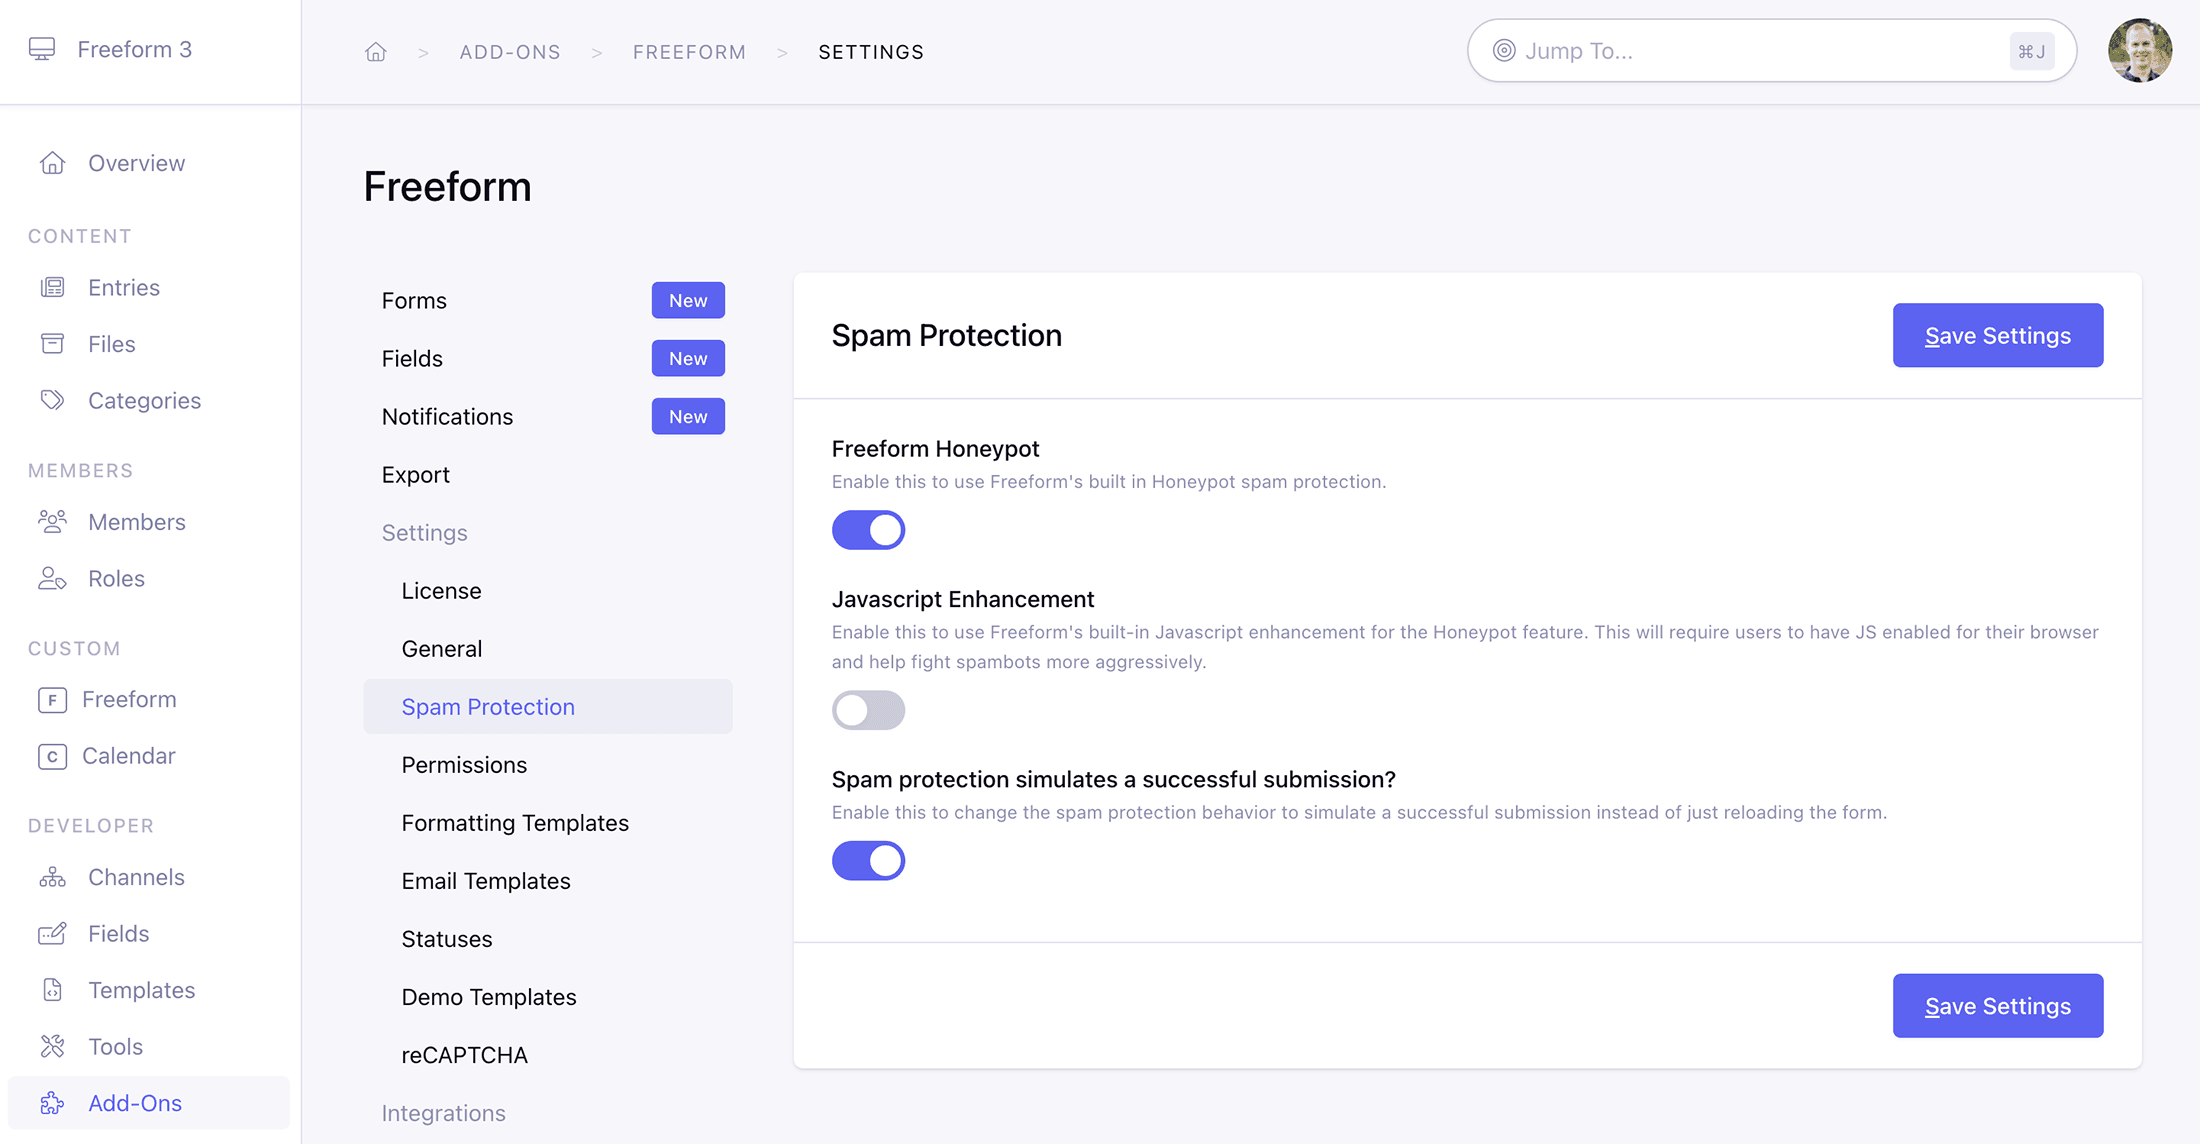 Freeform 3
> ADD-ONS > FREEFORM > SETTINGS
Jump To...
⌘J
Overview
CONTENT
Entries
Files
Categories
MEMBERS
Members
Roles
CUSTOM
F Freeform
C Calendar
DEVELOPER
Channels
Fields
Templates
Tools
Add-Ons
Freeform
Forms New
Fields New
Notifications New
Export
Settings
License
General
Spam Protection
Permissions
Formatting Templates
Email Templates
Statuses
Demo Templates
reCAPTCHA
Integrations
Spam Protection
Save Settings
Freeform Honeypot
Enable this to use Freeform's built in Honeypot spam protection.
Javascript Enhancement
Enable this to use Freeform's built-in Javascript enhancement for the Honeypot feature. This will require users to have JS enabled for their browser
and help fight spambots more aggressively.
Spam protection simulates a successful submission?
Enable this to change the spam protection behavior to simulate a successful submission instead of just reloading the form.
Save Settings